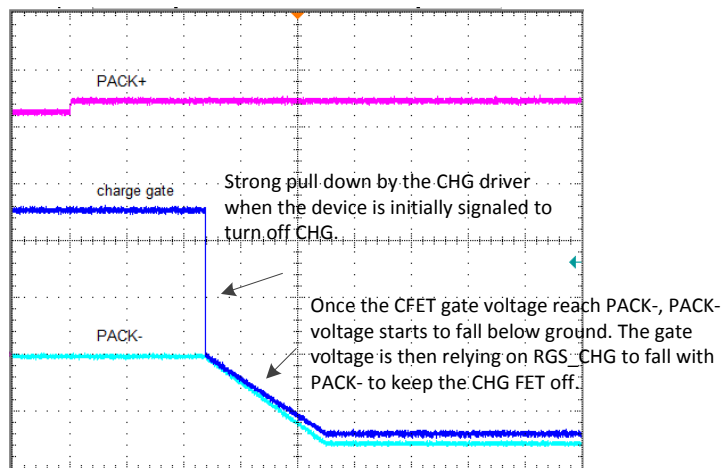 PACK+
charge gate
Strong pull down by the CHG driver
when the device is initially signaled to
turn off CHG.
PACK-
Once the CFET gate voltage reach PACK-, PACK-
voltage starts to fall below ground. The gate
voltage is then relying on RGS_CHG to fall with
PACK- to keep the CHG FET off.